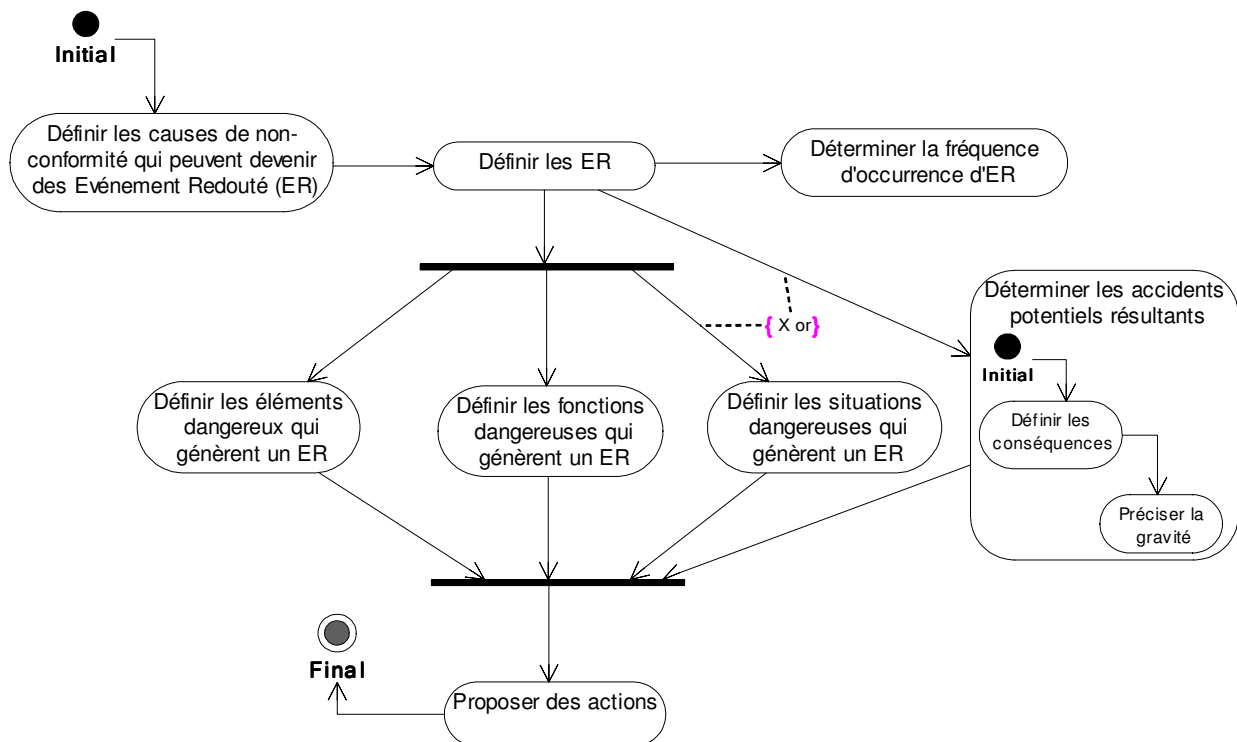 Initial
Définir les causes de non-
conformité qui peuvent devenir
des Evénement Redouté (ER)
Définir les ER
Déterminer la fréquence
d'occurrence d'ER
{ X or}
Déterminer les accidents
potentiels résultants
Initial
Définir les
conséquences
Préciser la
gravité
Définir les éléments
dangereux qui
génèrent un ER
Définir les fonctions
dangereuses qui
génèrent un ER
Définir les situations
dangereuses qui
génèrent un ER
Final
Proposer des actions